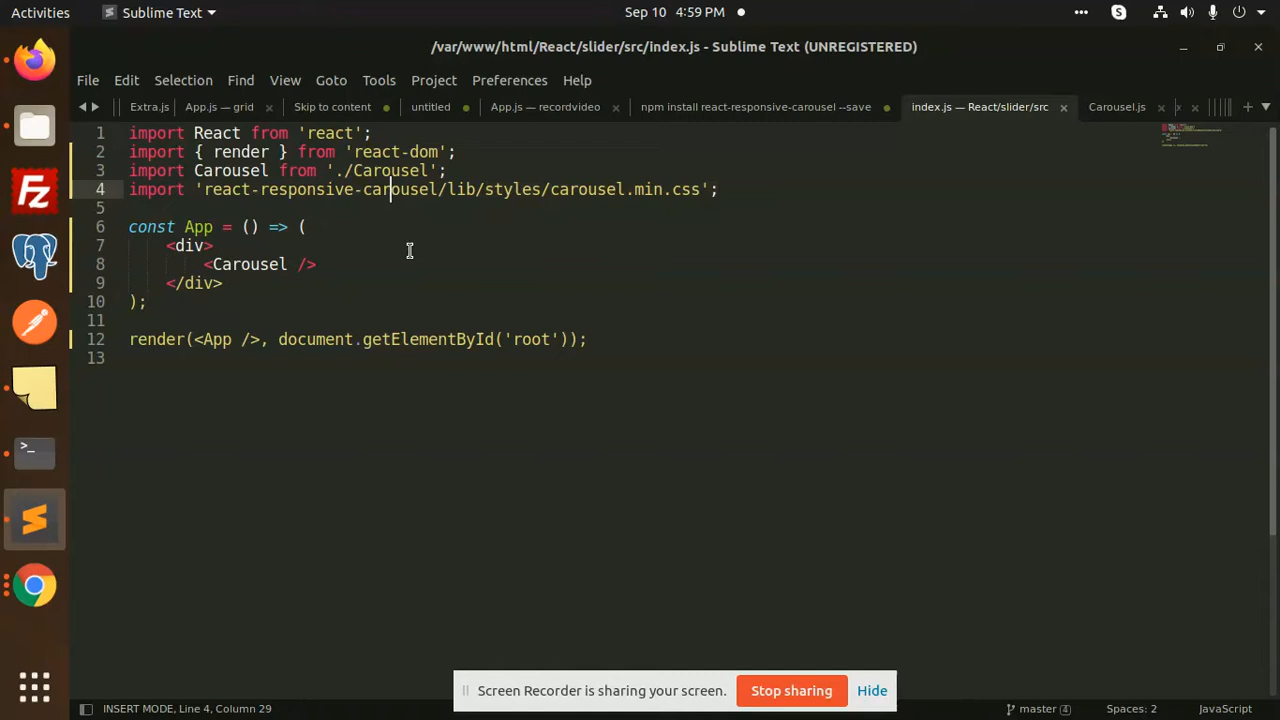 Activities
Sublime Text
Sep 10 4:59 PM
/var/www/html/React/slider/src/index.js - Sublime Text (UNREGISTERED)
File Edit Selection Find View Goto Tools Project Preferences Help
Extra.js App.js — grid Skip to content untitled App.js — recordvideo npm install react-responsive-carousel --save index.js — React/slider/src Carousel.js
1 import React from 'react';
2 import { render } from 'react-dom';
3 import Carousel from './Carousel';
4 import 'react-responsive-carousel/lib/styles/carousel.min.css';
5
6 const App = () => (
7 <div>
8 <Carousel />
9 </div>
10 );
11
12 render(<App />, document.getElementById('root'));
13
Screen Recorder is sharing your screen. Stop sharing Hide
INSERT MODE, Line 4, Column 29 master 4 Spaces: 2 JavaScript